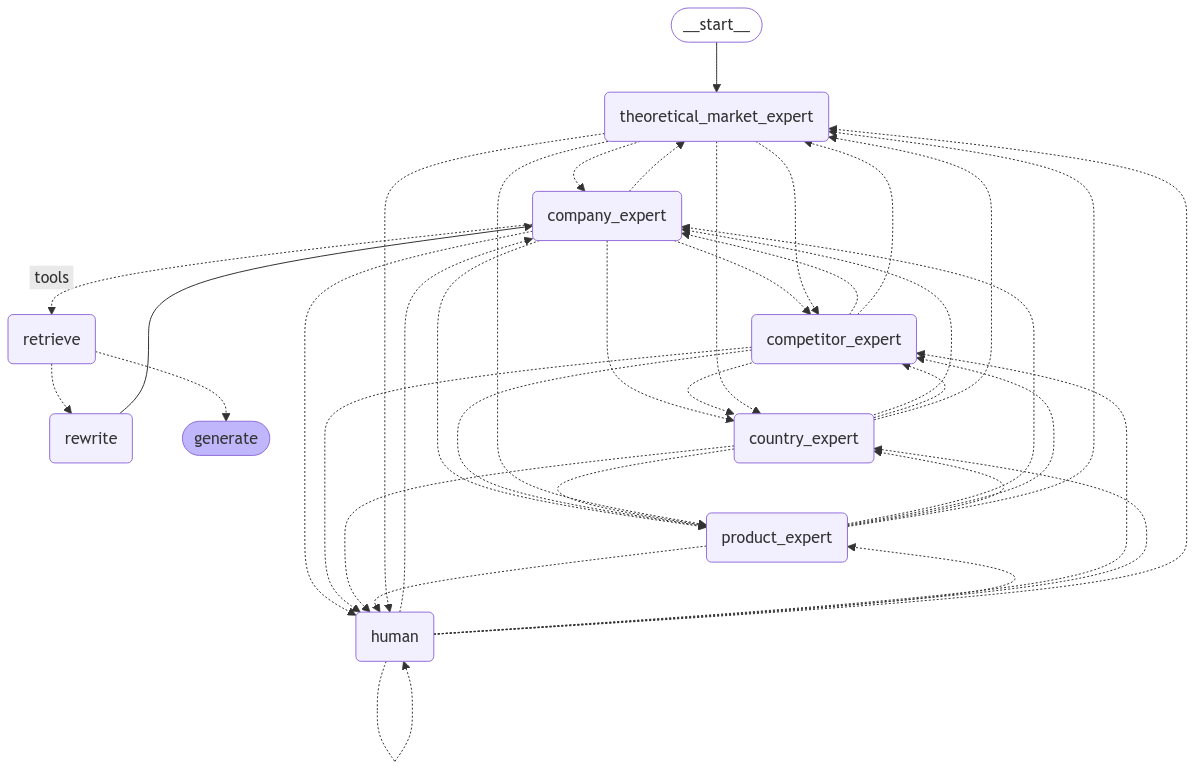 __start__
theoretical_market_expert
company_expert
tools
retrieve
competitor_expert
rewrite
generate
country_expert
product_expert
human